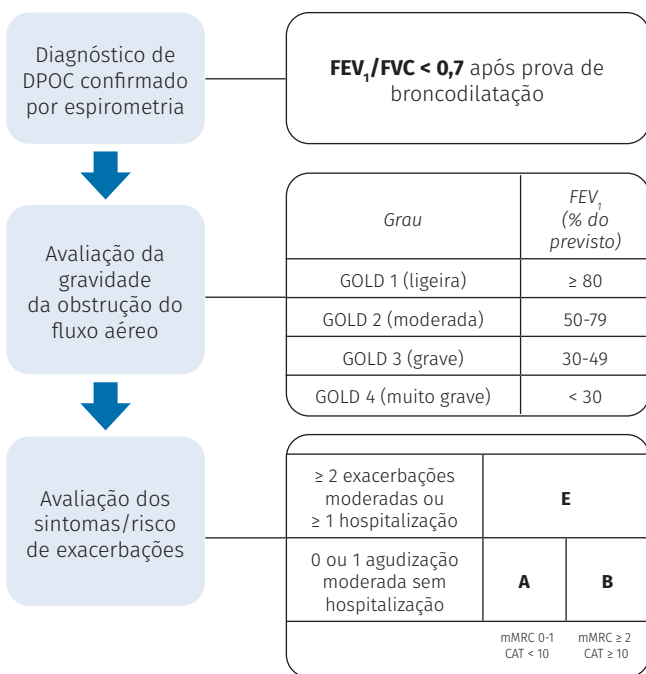 Diagnóstico de
DPOC confirmado
por espirometria
FEV₁/FVC < 0,7 após prova de
broncodilatação
Avaliação da
gravidade
da obstrução do
fluxo aéreo
Grau
FEV₁
(% do
previsto)
GOLD 1 (ligeira)
≥ 80
GOLD 2 (moderada)
50-79
GOLD 3 (grave)
30-49
GOLD 4 (muito grave)
< 30
Avaliação dos
sintomas/risco
de exacerbações
≥ 2 exacerbações
moderadas ou
≥ 1 hospitalização
E
0 ou 1 agudização
moderada sem
hospitalização
A
B
mMRC 0-1
CAT < 10
mMRC ≥ 2
CAT ≥ 10